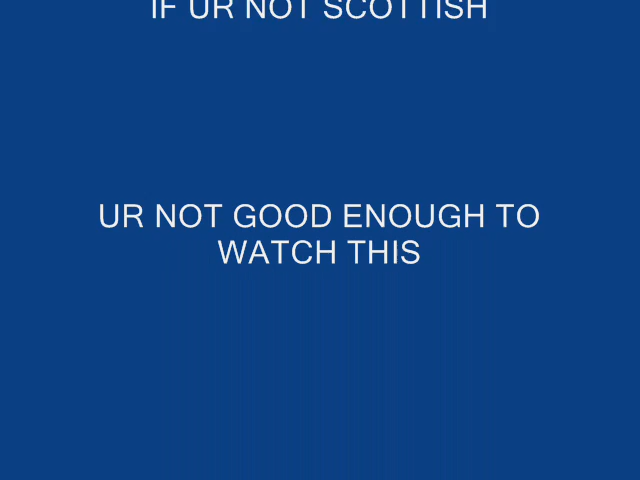 IF UR NOT SCOTTISH
UR NOT GOOD ENOUGH TO
WATCH THIS